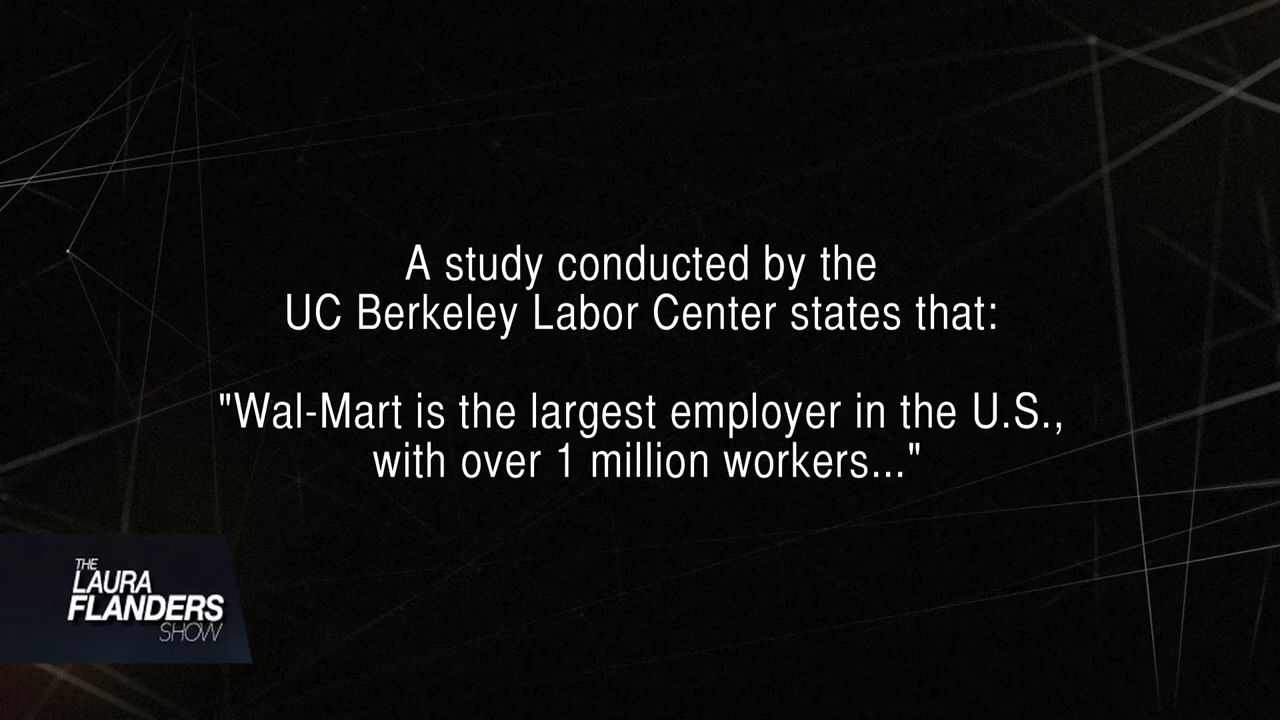 A study conducted by the
UC Berkeley Labor Center states that:
"Wal-Mart is the largest employer in the U.S.,
with over 1 million workers..."
THE
LAURA
FLANDERS
SHOW